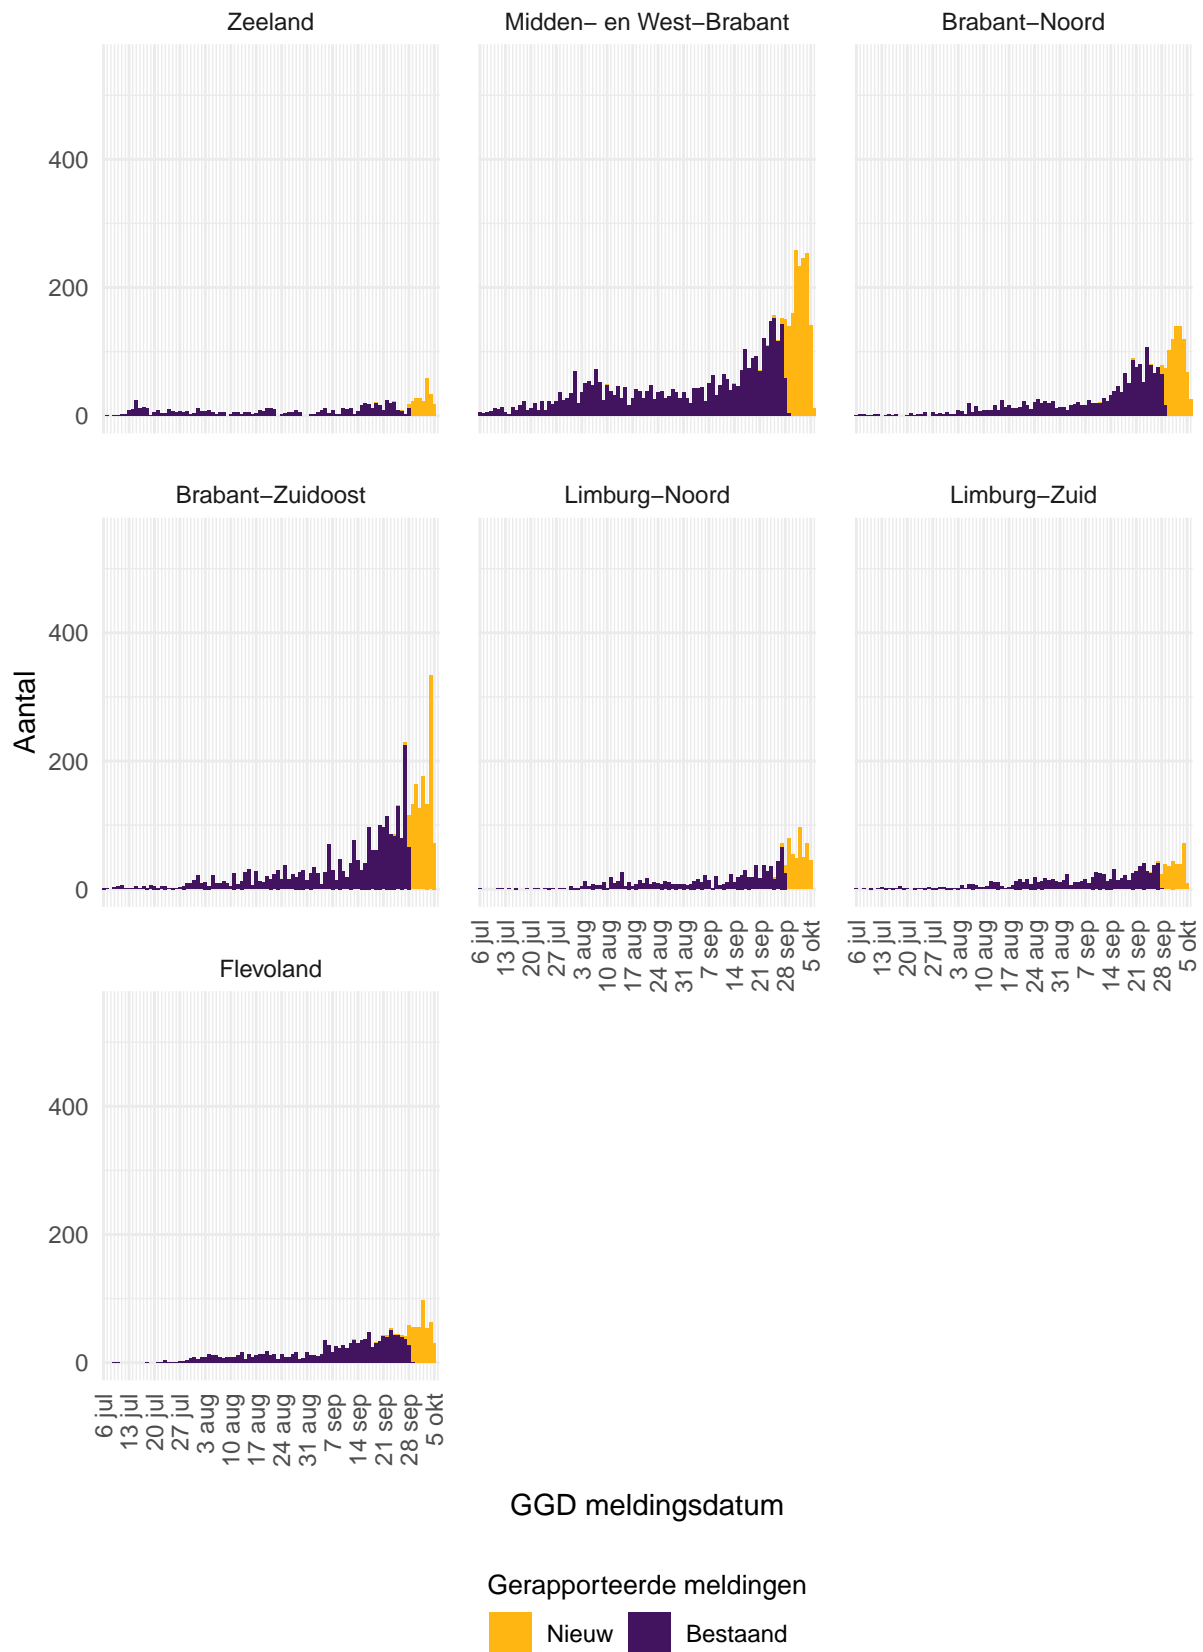 Zeeland
Midden– en West–Brabant
Brabant–Noord
400
200
0
Brabant–Zuidoost
Limburg–Noord
Limburg–Zuid
Aantal
400
200
0
6 jul
13 jul
20 jul
27 jul
3 aug
10 aug
17 aug
24 aug
31 aug
7 sep
14 sep
21 sep
28 sep
5 okt
6 jul
13 jul
20 jul
27 jul
3 aug
10 aug
17 aug
24 aug
31 aug
7 sep
14 sep
21 sep
28 sep
5 okt
Flevoland
400
200
0
6 jul
13 jul
20 jul
27 jul
3 aug
10 aug
17 aug
24 aug
31 aug
7 sep
14 sep
21 sep
28 sep
5 okt
GGD meldingsdatum
Gerapporteerde meldingen
Nieuw Bestaand